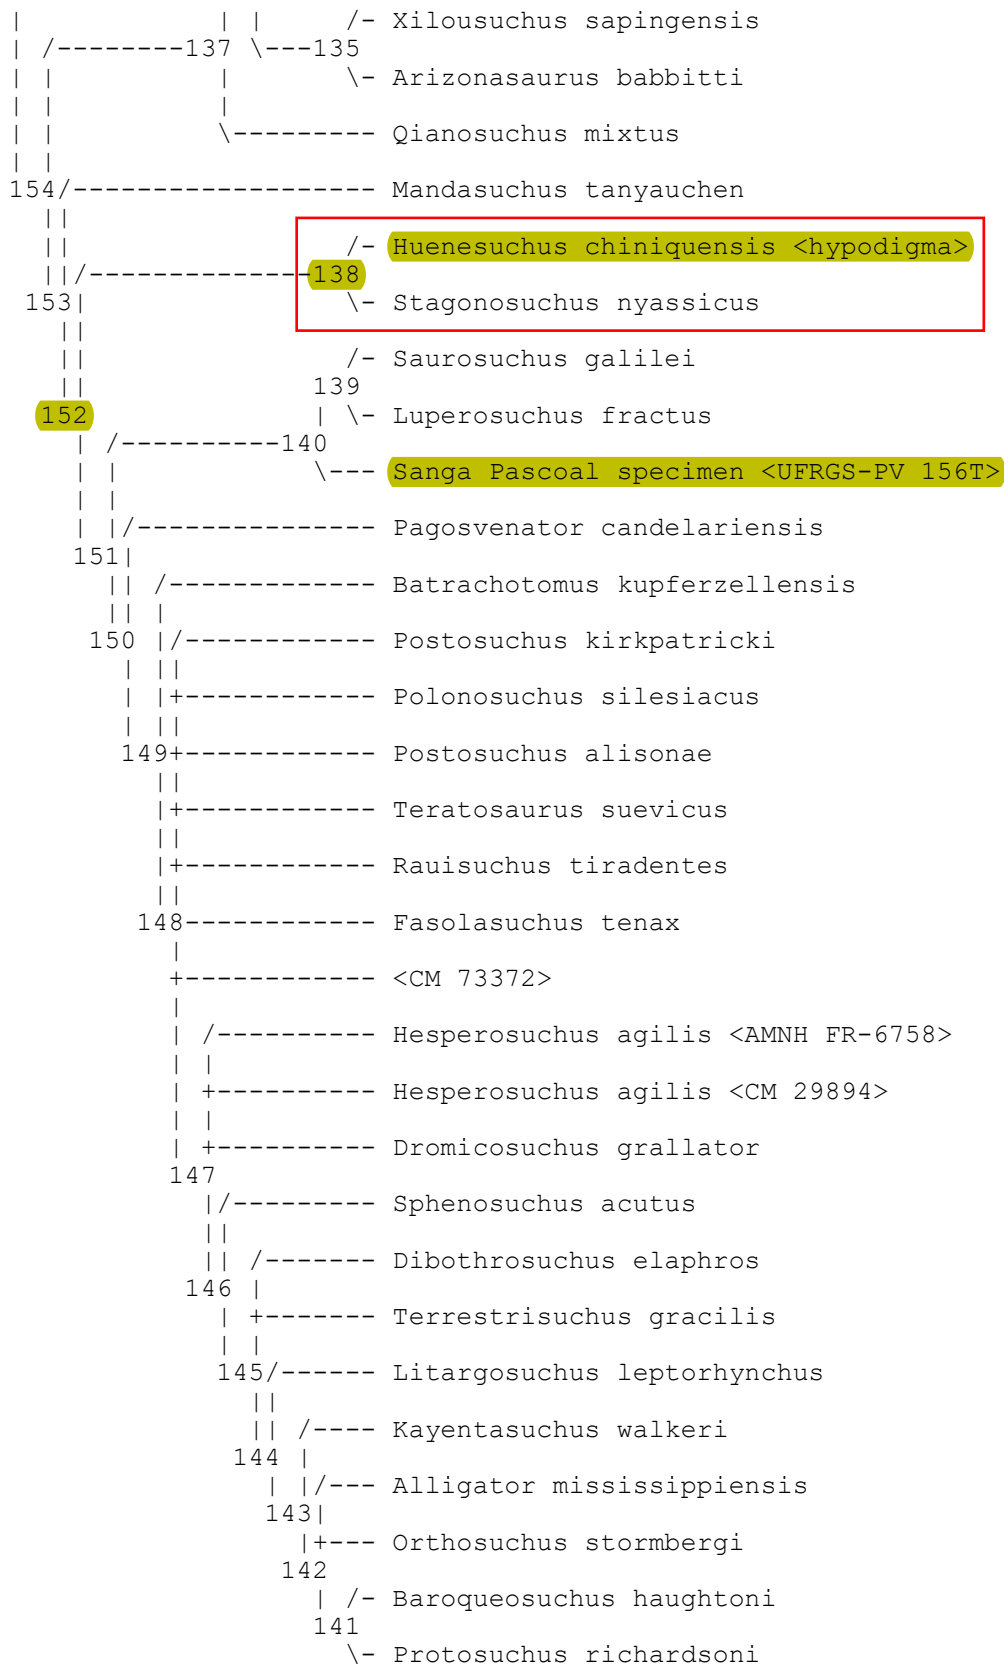 |            | |     /- Xilousuchus sapingensis
| /--------137 \---135
| |          |       \- Arizonasaurus babbitti
| |          |
| |          \--------- Qianosuchus mixtus
| |
154/------------------- Mandasuchus tanyauchen
  ||
  ||                 /- Huenesuchus chiniquensis <hypodigma>
  ||/--------------138
 153|                \- Stagonosuchus nyassicus
   ||
   ||                /- Saurosuchus galilei
   ||              139
  152              | \- Luperosuchus fractus
    | /----------140
    | |            \--- Sanga Pascoal specimen <UFRGS-PV 156T>
    | |
    | |/--------------- Pagosvenator candelariensis
    151|
      || /------------- Batrachotomus kupferzellensis
      || |
     150 |/------------ Postosuchus kirkpatricki
       | ||
       | |+------------ Polonosuchus silesiacus
       | ||
       149+------------ Postosuchus alisonae
         ||
         |+------------ Teratosaurus suevicus
         ||
         |+------------ Rauisuchus tiradentes
         ||
        148------------ Fasolasuchus tenax
          |
          +------------ <CM 73372>
          |
          | /---------- Hesperosuchus agilis <AMNH FR-6758>
          | |
          | +---------- Hesperosuchus agilis <CM 29894>
          | |
          | +---------- Dromicosuchus grallator
          147
            |/--------- Sphenosuchus acutus
            ||
            || /------- Dibothrosuchus elaphros
           146 |
             | +------- Terrestrisuchus gracilis
             | |
             145/------ Litargosuchus leptorhynchus
               ||
               || /---- Kayentasuchus walkeri
              144 |
                | |/--- Alligator mississippiensis
                143|
                  |+--- Orthosuchus stormbergi
                 142
                   | /- Baroqueosuchus haughtoni
                   141
                     \- Protosuchus richardsoni